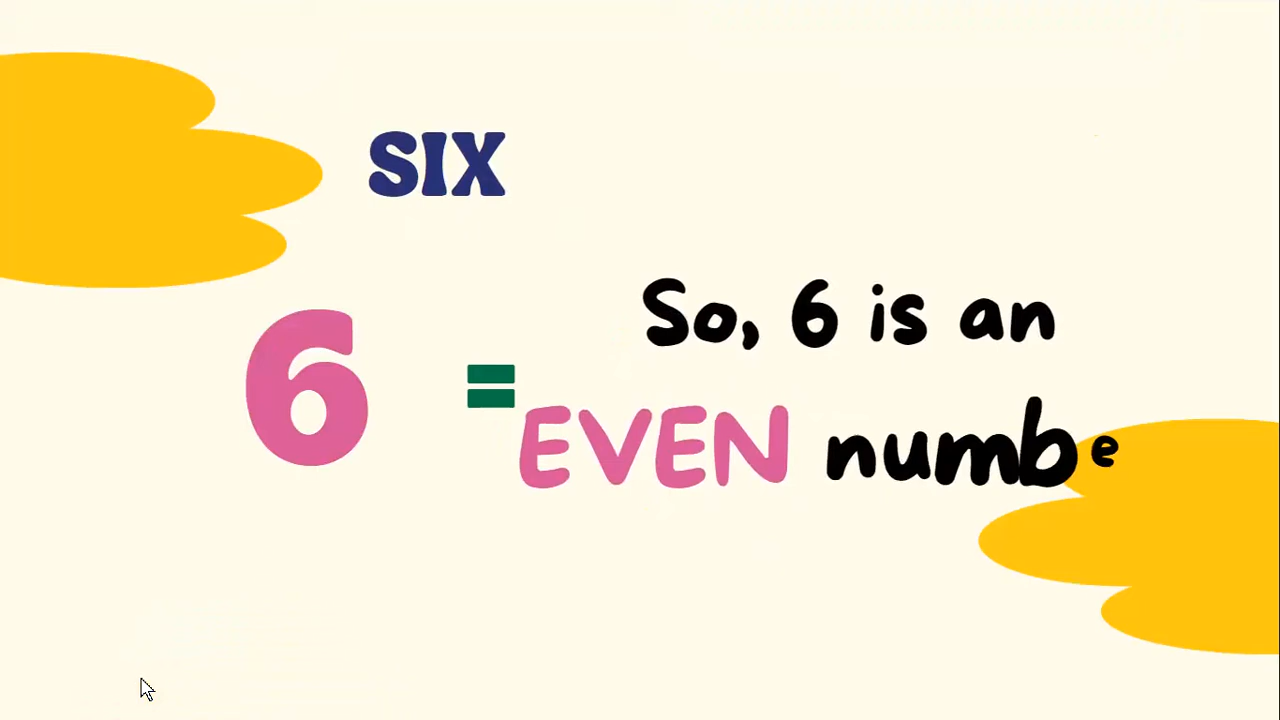 SIX
6 =
So, 6 is an
EVEN numbe